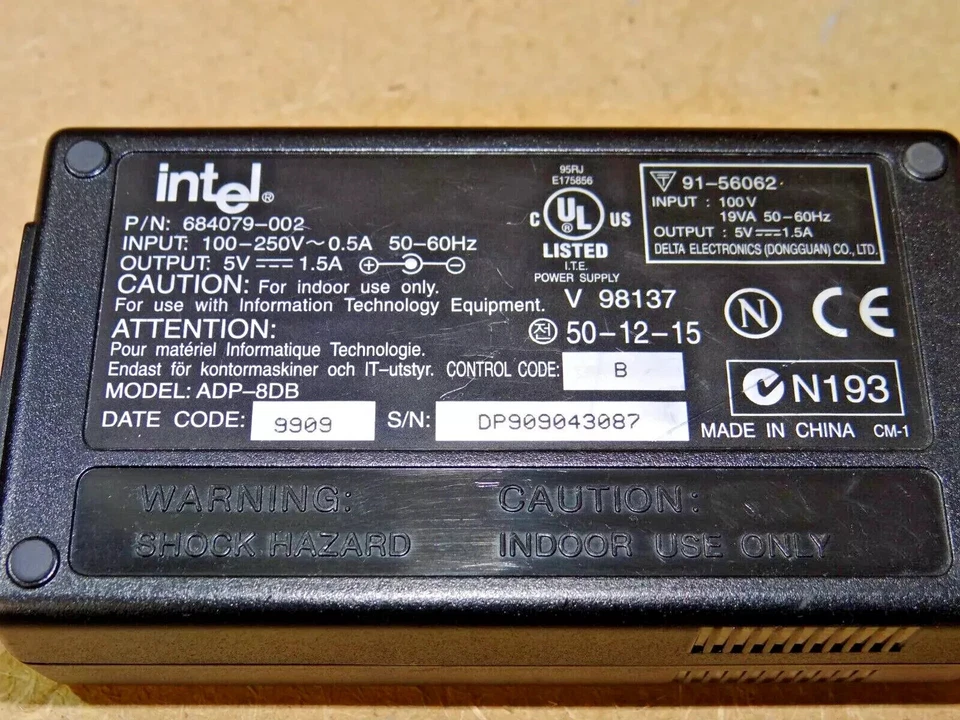 intel®
P/N: 684079-002
INPUT: 100-250V~0.5A 50-60Hz
OUTPUT: 5V⎓1.5A
CAUTION: For indoor use only.
For use with Information Technology Equipment.
ATTENTION:
Pour matériel Informatique Technologie.
Endast för kontormaskiner och IT-utstyr.
MODEL: ADP-8DB
DATE CODE: 9909
S/N: DP909043087
95RJ
E175856
C UL US
LISTED
I.T.E.
POWER SUPPLY
V 98137
전 50-12-15
CONTROL CODE: B
T 91-56062
INPUT : 100V
19VA 50-60Hz
OUTPUT : 5V⎓1.5A
DELTA ELECTRONICS (DONGGUAN) CO., LTD.
N CE
N193
MADE IN CHINA CM-1
WARNING:
SHOCK HAZARD
CAUTION:
INDOOR USE ONLY